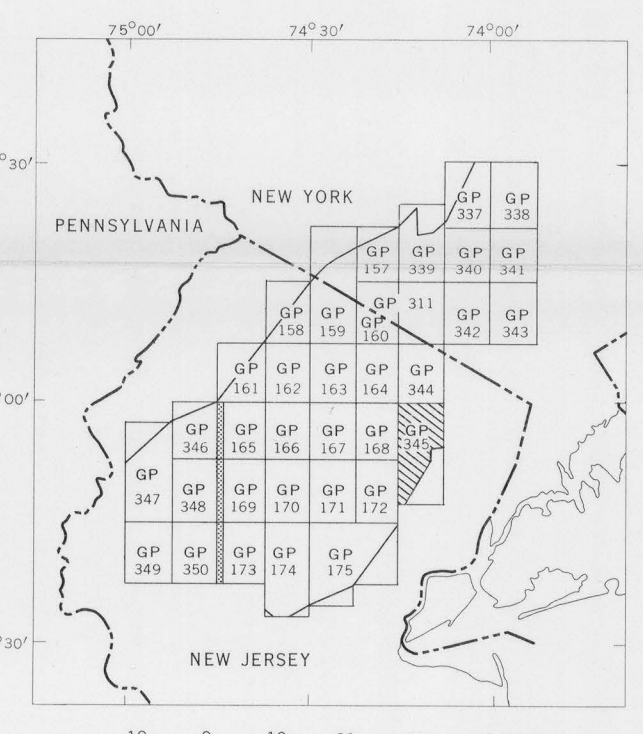 75°00′ 74°30′ 74°00′
°30′
NEW YORK
GP 337 GP 338
PENNSYLVANIA
GP 157 GP 339 GP 340 GP 341
GP 158 GP 159 GP 160 GP 311 GP 342 GP 343
GP 161 GP 162 GP 163 GP 164 GP 344
°00′
GP 346 GP 165 GP 166 GP 167 GP 168 GP 345
GP 347 GP 348 GP 169 GP 170 GP 171 GP 172
GP 349 GP 350 GP 173 GP 174 GP 175
°30′
NEW JERSEY